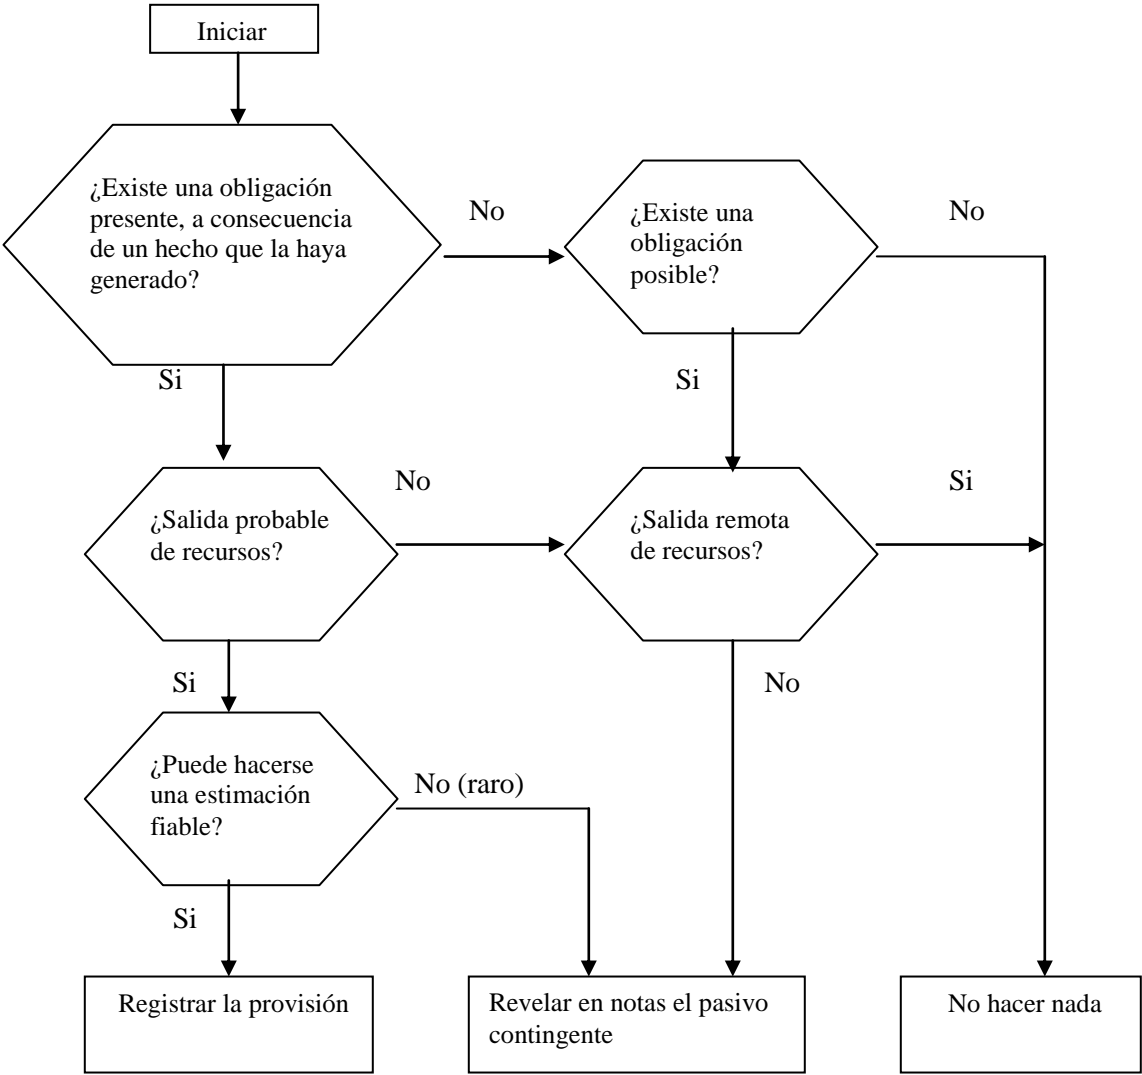 Iniciar
¿Existe una obligación
presente, a consecuencia
de un hecho que la haya
generado?
No
¿Existe una
obligación
posible?
No
Si
Si
¿Salida probable
de recursos?
No
¿Salida remota
de recursos?
Si
Si
No
¿Puede hacerse
una estimación
fiable?
No (raro)
Si
Registrar la provisión
Revelar en notas el pasivo
contingente
No hacer nada